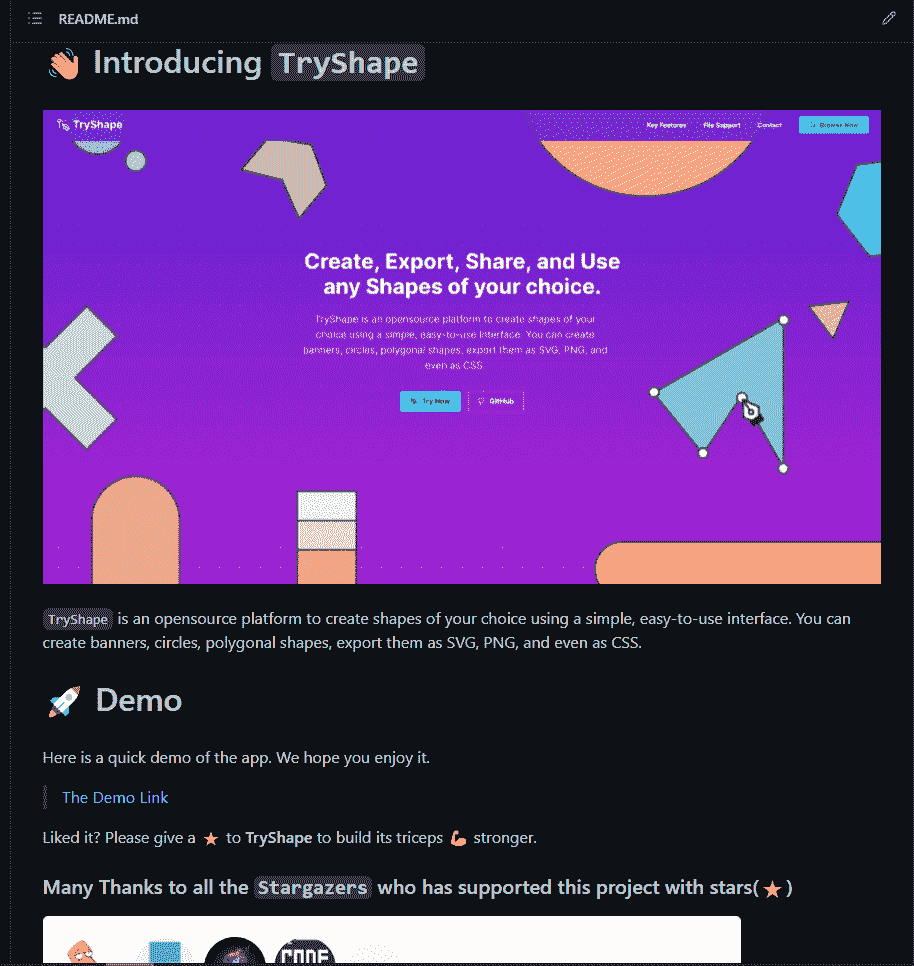 README.md
👋 Introducing TryShape
TryShape
Key Features File Support Contact Browse Now
Create, Export, Share, and Use
any Shapes of your choice.
TryShape is an opensource platform to create shapes of your
choice using a simple, easy-to-use interface. You can create
banners, circles, polygonal shapes, export them as SVG, PNG, and
even as CSS.
Try Now GitHub
TryShape is an opensource platform to create shapes of your choice using a simple, easy-to-use interface. You can
create banners, circles, polygonal shapes, export them as SVG, PNG, and even as CSS.
🚀 Demo
Here is a quick demo of the app. We hope you enjoy it.
The Demo Link
Liked it? Please give a ⭐ to TryShape to build its triceps 💪 stronger.
Many Thanks to all the Stargazers who has supported this project with stars(⭐)
CODE